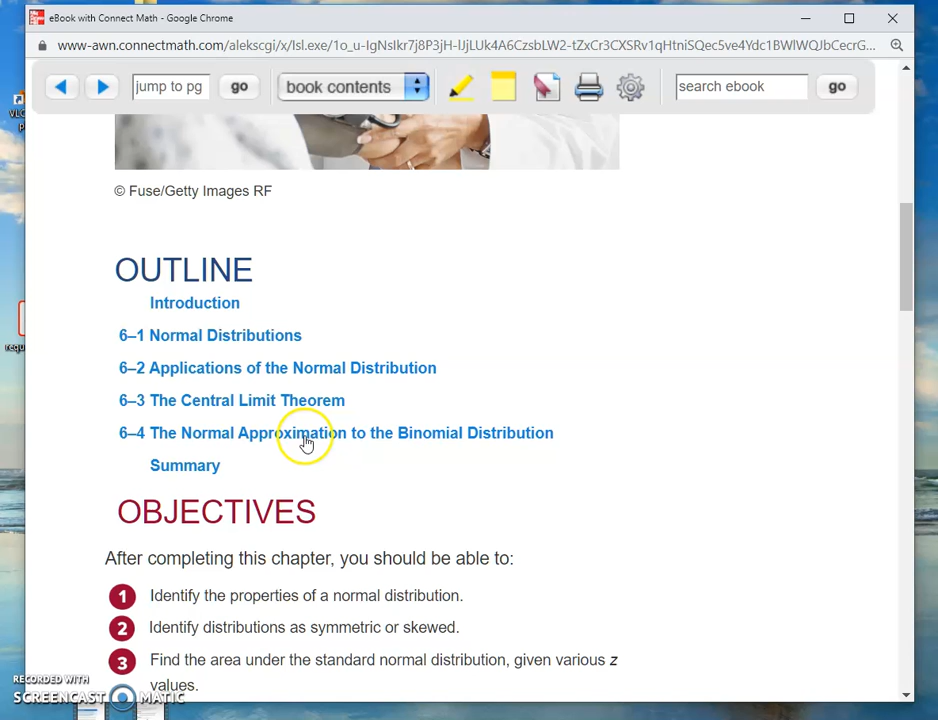 eBook with Connect Math - Google Chrome
www-awn.connectmath.com/alekscgi/x/Isl.exe/1o_u-IgNsIkr7j8P3jH-lJjLUk4A6CzsbLW2-tZxCr3CXSRv1qHtniSQec5ve4Ydc1BWlWQJbCecrG...
jump to pg
go
book contents
search ebook
go
© Fuse/Getty Images RF
OUTLINE
Introduction
6–1 Normal Distributions
6–2 Applications of the Normal Distribution
6–3 The Central Limit Theorem
6–4 The Normal Approximation to the Binomial Distribution
Summary
OBJECTIVES
After completing this chapter, you should be able to:
1 Identify the properties of a normal distribution.
2 Identify distributions as symmetric or skewed.
3 Find the area under the standard normal distribution, given various z
values.
RECORDED WITH
SCREENCAST MATIC